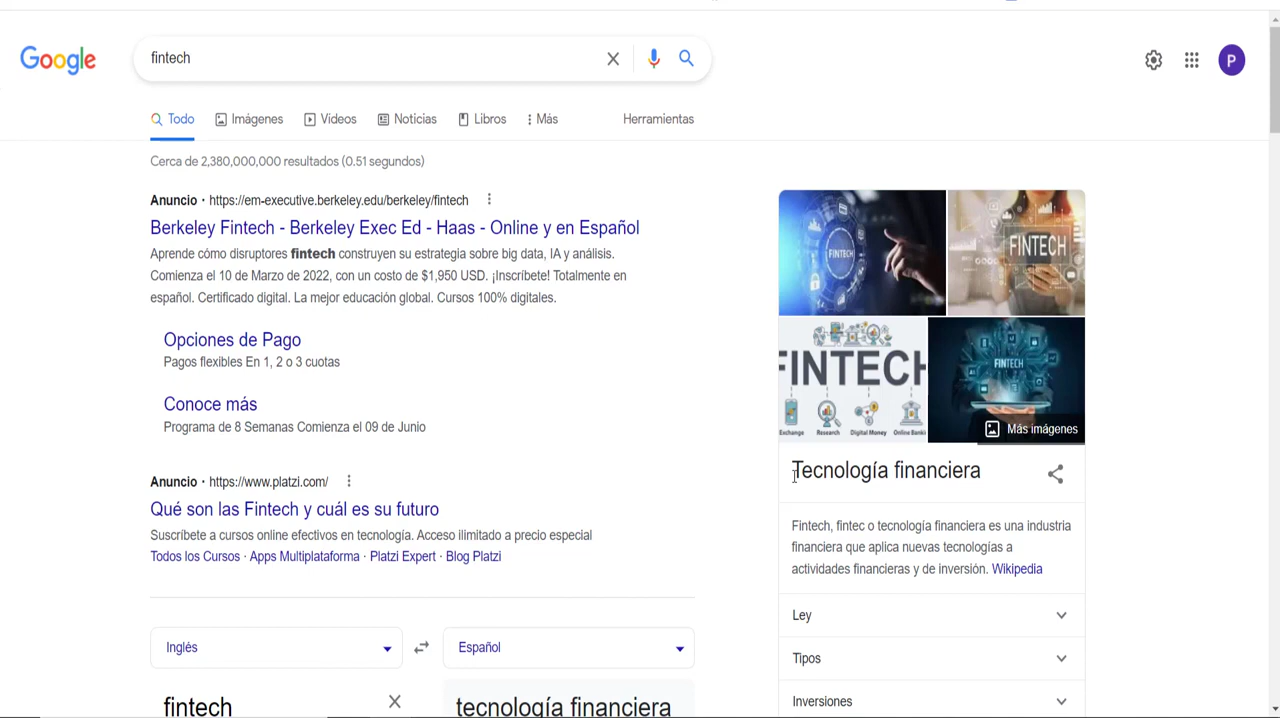 Google
fintech
P
Todo
Imágenes
Videos
Noticias
Libros
Más
Herramientas
Cerca de 2,380,000,000 resultados (0.51 segundos)
Anuncio · https://em-executive.berkeley.edu/berkeley/fintech
Berkeley Fintech - Berkeley Exec Ed - Haas - Online y en Español
Aprende cómo disruptores fintech construyen su estrategia sobre big data, IA y análisis.
Comienza el 10 de Marzo de 2022, con un costo de $1,950 USD. ¡Inscríbete! Totalmente en
español. Certificado digital. La mejor educación global. Cursos 100% digitales.
Opciones de Pago
Pagos flexibles En 1, 2 o 3 cuotas
Conoce más
Programa de 8 Semanas Comienza el 09 de Junio
Anuncio · https://www.platzi.com/
Qué son las Fintech y cuál es su futuro
Suscríbete a cursos online efectivos en tecnología. Acceso ilimitado a precio especial
Todos los Cursos · Apps Multiplataforma · Platzi Expert · Blog Platzi
Inglés
Español
fintech
tecnología financiera
FINTECH
FINTECH
FINTECH
Exchange Research Digital Money Online Banki
FINTECH
Más imágenes
Tecnología financiera
Fintech, fintec o tecnología financiera es una industria
financiera que aplica nuevas tecnologías a
actividades financieras y de inversión. Wikipedia
Ley
Tipos
Inversiones